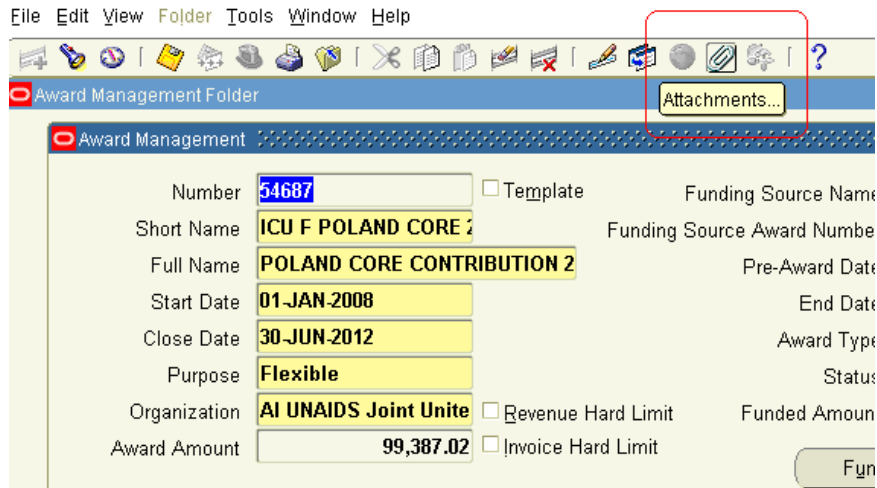 File Edit View Folder Tools Window Help
Award Management Folder
Attachments...
Award Management
Number 54687 Template Funding Source Name
Short Name ICU F POLAND CORE 2 Funding Source Award Number
Full Name POLAND CORE CONTRIBUTION 2 Pre-Award Date
Start Date 01-JAN-2008 End Date
Close Date 30-JUN-2012 Award Type
Purpose Flexible Status
Organization AI UNAIDS Joint Unite Revenue Hard Limit Funded Amoun
Award Amount 99,387.02 Invoice Hard Limit
Fun